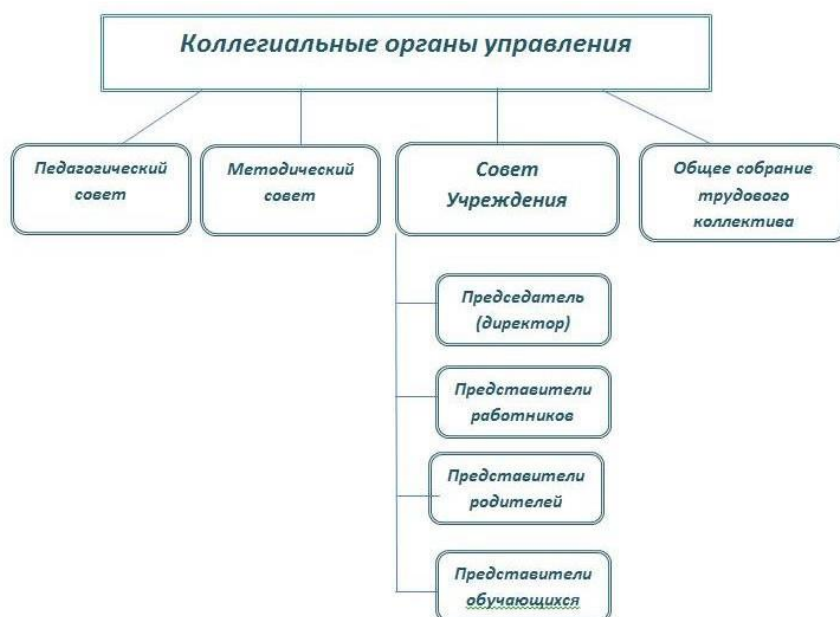 Коллегиальные органы управления
Педагогический
совет
Методический
совет
Совет
Учреждения
Общее собрание
трудового
коллектива
Председатель
(директор)
Представители
работников
Представители
родителей
Представители
обучающихся